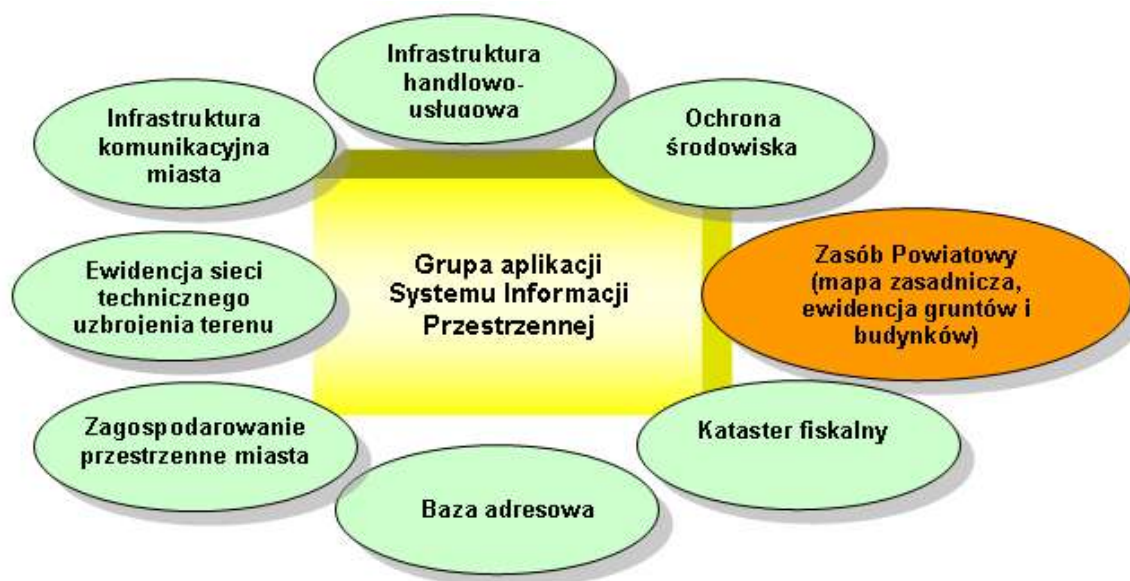 Infrastruktura
handlowo-
usługowa
Infrastruktura
komunikacyjna
miasta
Ochrona
środowiska
Ewidencja sieci
technicznego
uzbrojenia terenu
Grupa aplikacji
Systemu Informacji
Przestrzennej
Zasób Powiatowy
(mapa zasadnicza,
ewidencja gruntów i
budynków)
Zagospodarowanie
przestrzenne miasta
Kataster fiskalny
Baza adresowa